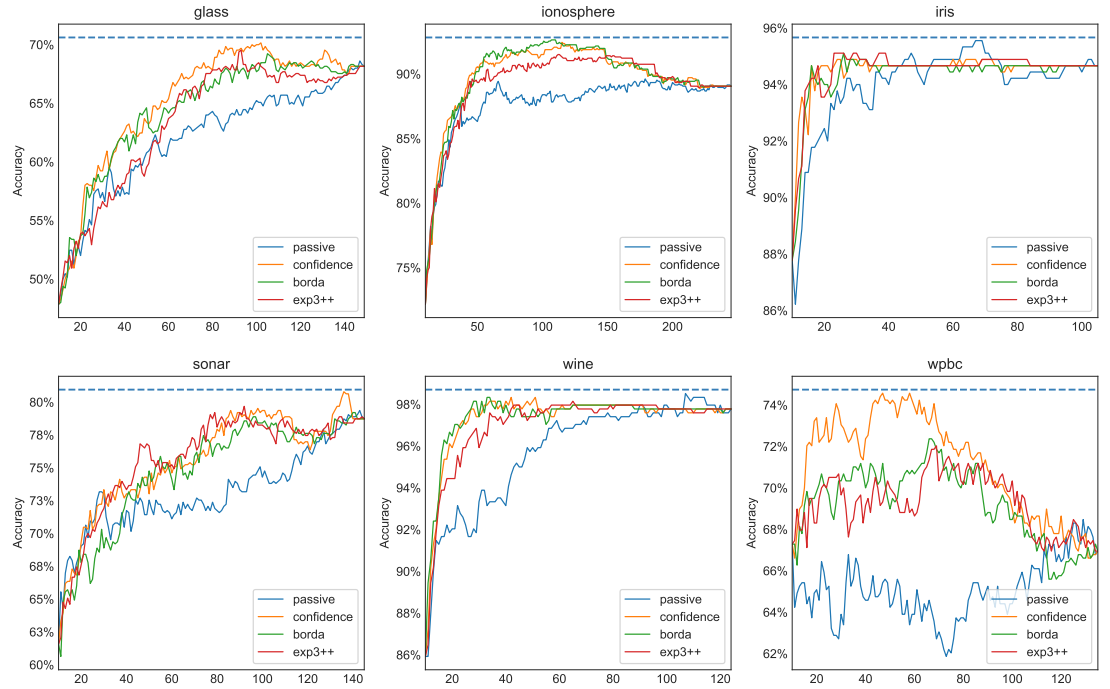 glass
70%
65%
60%
55%
50%
Accuracy
20 40 60 80 100 120 140
passive
confidence
borda
exp3++
ionosphere
90%
85%
80%
75%
Accuracy
50 100 150 200
passive
confidence
borda
exp3++
iris
96%
94%
92%
90%
88%
86%
Accuracy
20 40 60 80 100
passive
confidence
borda
exp3++
sonar
80%
78%
75%
73%
70%
68%
65%
63%
60%
Accuracy
20 40 60 80 100 120 140
passive
confidence
borda
exp3++
wine
98%
96%
94%
92%
90%
88%
86%
Accuracy
20 40 60 80 100 120
passive
confidence
borda
exp3++
wpbc
74%
72%
70%
68%
66%
64%
62%
Accuracy
20 40 60 80 100 120
passive
confidence
borda
exp3++